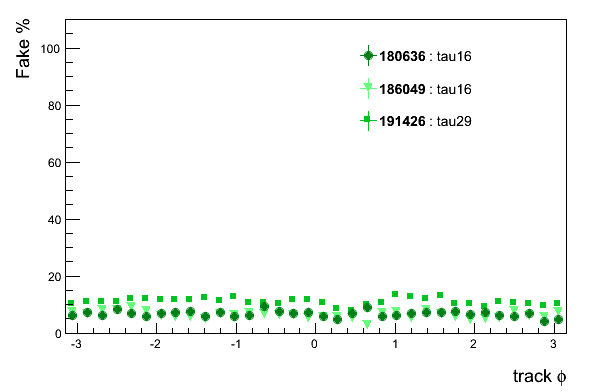 Fake %
100
80
60
40
20
0
180636 : tau16
186049 : tau16
191426 : tau29
-3 -2 -1 0 1 2 3
track ϕ